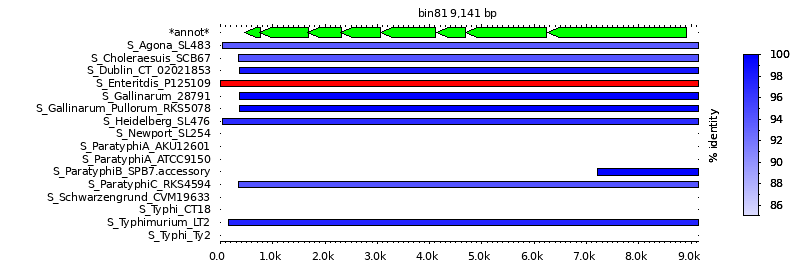 bin81 9,141 bp
*annot*
S_Agona_SL483
S_Choleraesuis_SCB67
S_Dublin_CT_02021853
S_Enteritdis_P125109
S_Gallinarum_28791
S_Gallinarum_Pullorum_RKS5078
S_Heidelberg_SL476
S_Newport_SL254
S_ParatyphiA_AKU12601
S_ParatyphiA_ATCC9150
S_ParatyphiB_SPB7.accessory
S_ParatyphiC_RKS4594
S_Schwarzengrund_CVM19633
S_Typhi_CT18
S_Typhimurium_LT2
S_Typhi_Ty2
0.0 1.0k 2.0k 3.0k 4.0k 5.0k 6.0k 7.0k 8.0k 9.0k
% identity
100
98
96
94
92
90
88
86